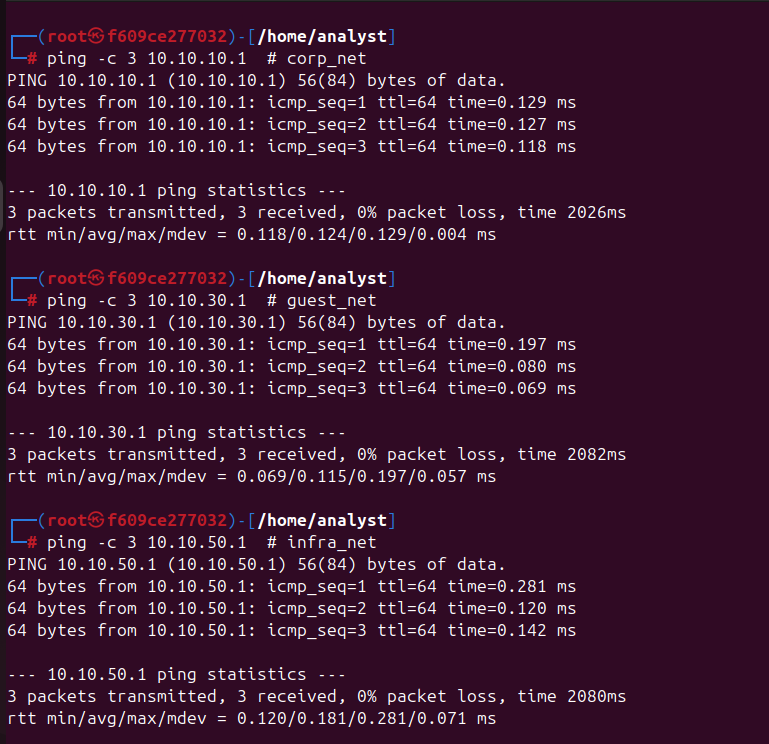 ┌──(root㉿f609ce277032)-[/home/analyst]
└─# ping -c 3 10.10.10.1  # corp_net
PING 10.10.10.1 (10.10.10.1) 56(84) bytes of data.
64 bytes from 10.10.10.1: icmp_seq=1 ttl=64 time=0.129 ms
64 bytes from 10.10.10.1: icmp_seq=2 ttl=64 time=0.127 ms
64 bytes from 10.10.10.1: icmp_seq=3 ttl=64 time=0.118 ms

--- 10.10.10.1 ping statistics ---
3 packets transmitted, 3 received, 0% packet loss, time 2026ms
rtt min/avg/max/mdev = 0.118/0.124/0.129/0.004 ms

┌──(root㉿f609ce277032)-[/home/analyst]
└─# ping -c 3 10.10.30.1  # guest_net
PING 10.10.30.1 (10.10.30.1) 56(84) bytes of data.
64 bytes from 10.10.30.1: icmp_seq=1 ttl=64 time=0.197 ms
64 bytes from 10.10.30.1: icmp_seq=2 ttl=64 time=0.080 ms
64 bytes from 10.10.30.1: icmp_seq=3 ttl=64 time=0.069 ms

--- 10.10.30.1 ping statistics ---
3 packets transmitted, 3 received, 0% packet loss, time 2082ms
rtt min/avg/max/mdev = 0.069/0.115/0.197/0.057 ms

┌──(root㉿f609ce277032)-[/home/analyst]
└─# ping -c 3 10.10.50.1  # infra_net
PING 10.10.50.1 (10.10.50.1) 56(84) bytes of data.
64 bytes from 10.10.50.1: icmp_seq=1 ttl=64 time=0.281 ms
64 bytes from 10.10.50.1: icmp_seq=2 ttl=64 time=0.120 ms
64 bytes from 10.10.50.1: icmp_seq=3 ttl=64 time=0.142 ms

--- 10.10.50.1 ping statistics ---
3 packets transmitted, 3 received, 0% packet loss, time 2080ms
rtt min/avg/max/mdev = 0.120/0.181/0.281/0.071 ms